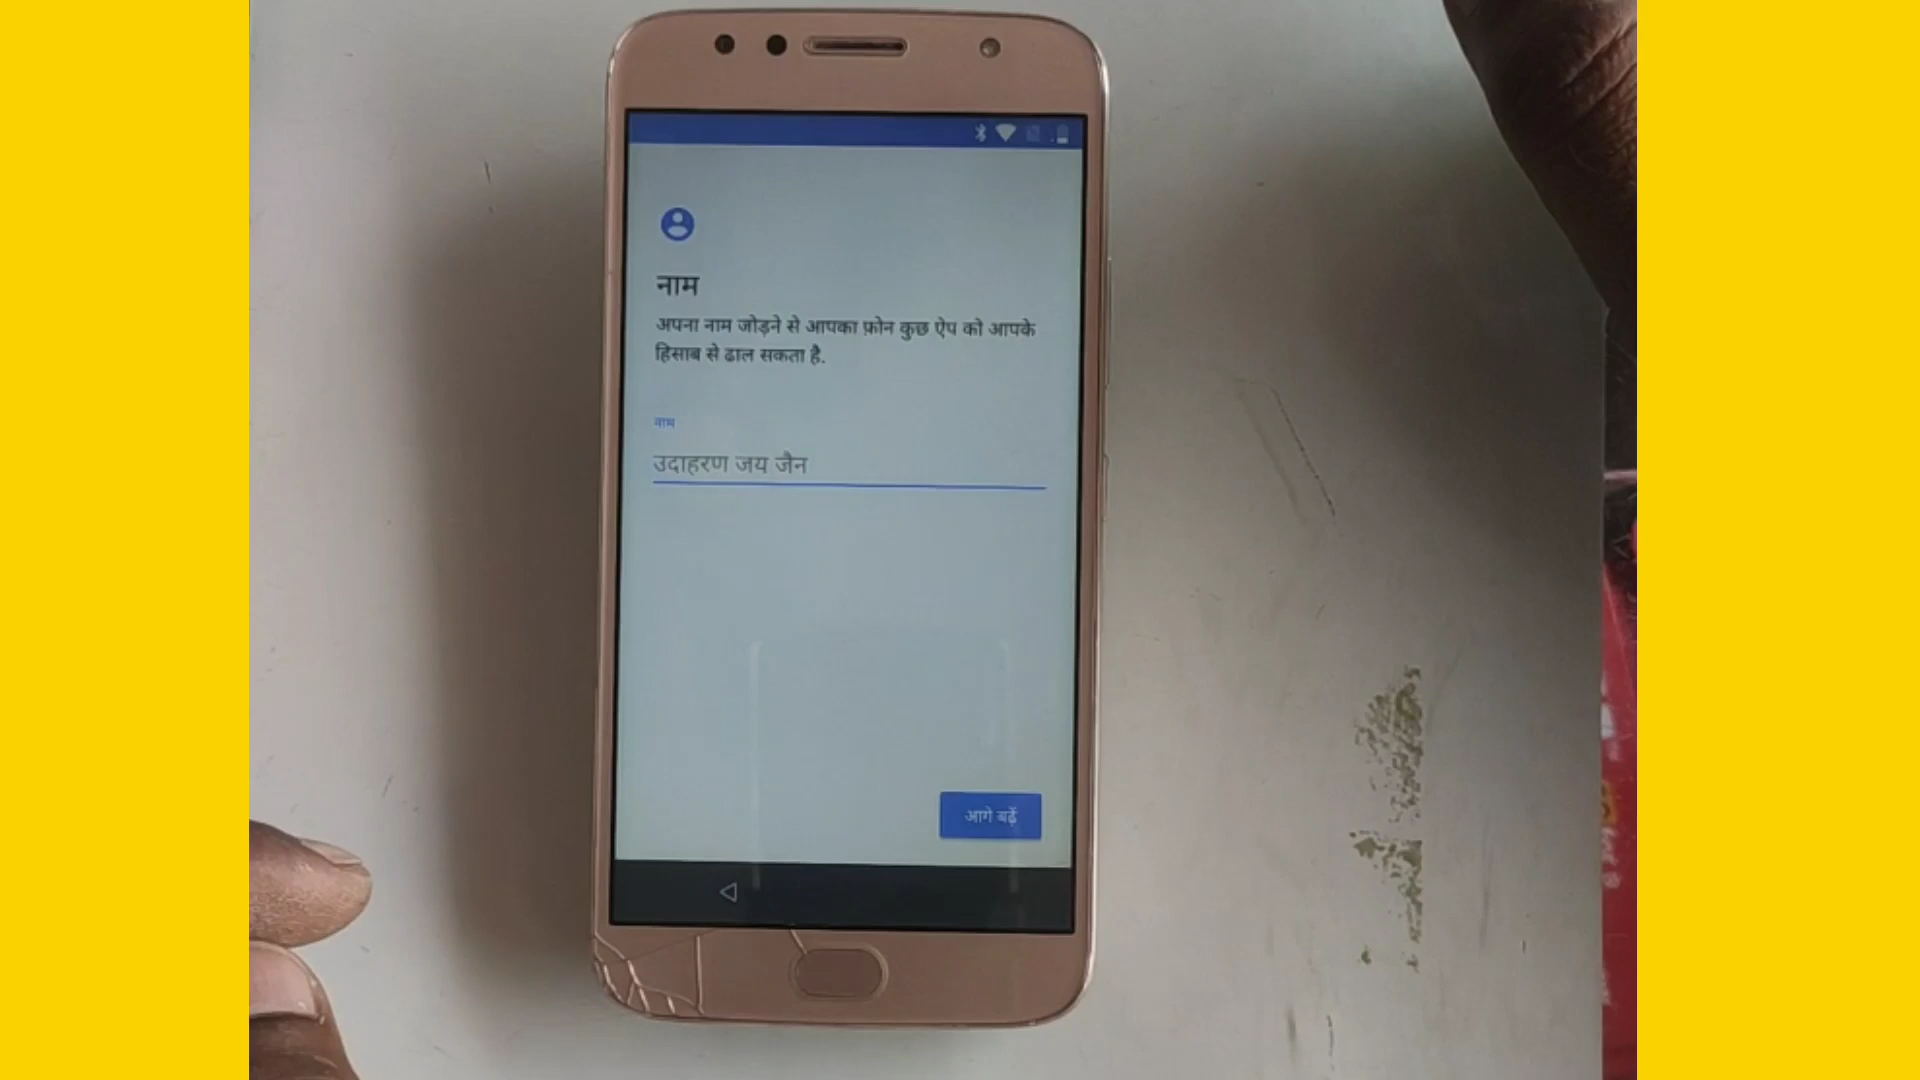 नाम
अपना नाम जोड़ने से आपका फ़ोन कुछ ऐप को आपके
हिसाब से ढाल सकता है.
नाम
उदाहरण जय जैन
आगे बढ़ें